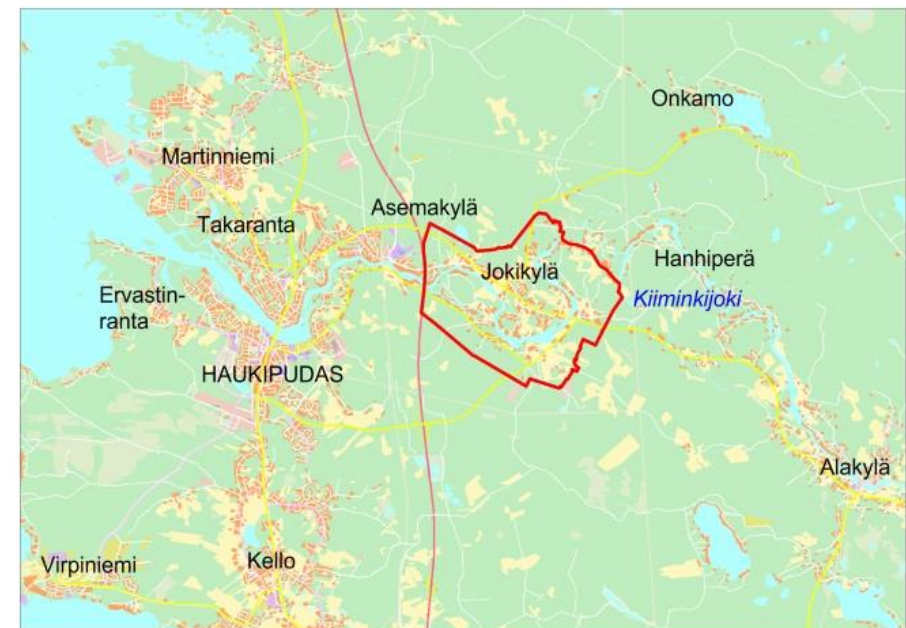 Onkamo
Martinniemi
Asemakylä
Takaranta
Hanhiperä
Jokikylä
Ervastin-
ranta
Kiiminkijoki
HAUKIPUDAS
Alakylä
Kello
Virpiniemi